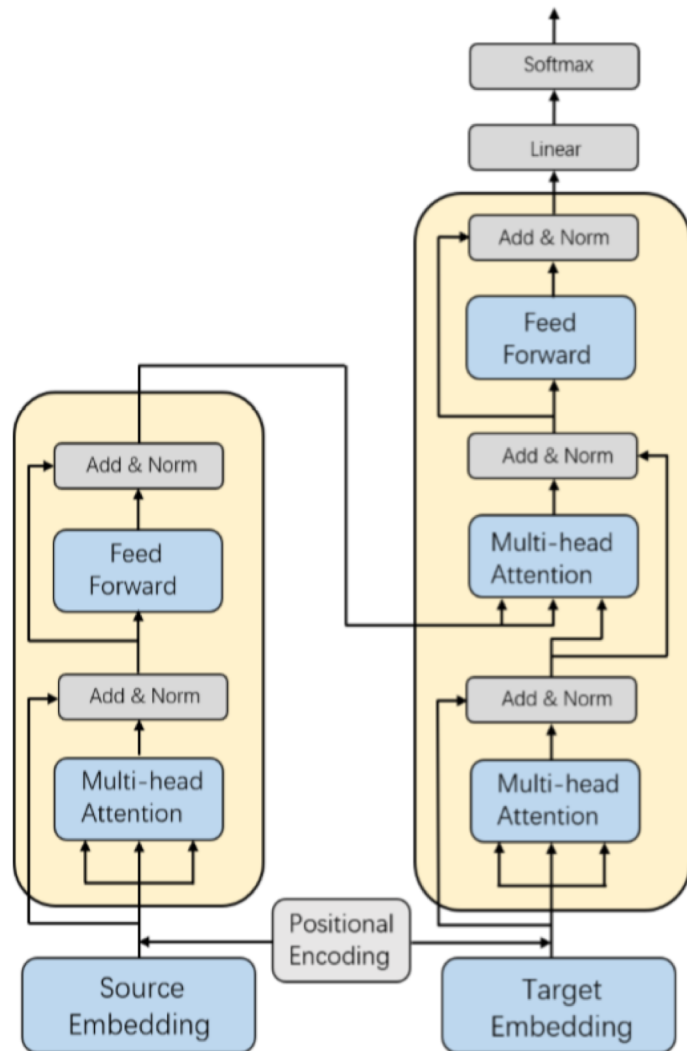 Softmax
Linear
Add & Norm
Feed
Forward
Add & Norm
Multi-head
Attention
Add & Norm
Multi-head
Attention
Add & Norm
Feed
Forward
Add & Norm
Multi-head
Attention
Positional
Encoding
Source
Embedding
Target
Embedding